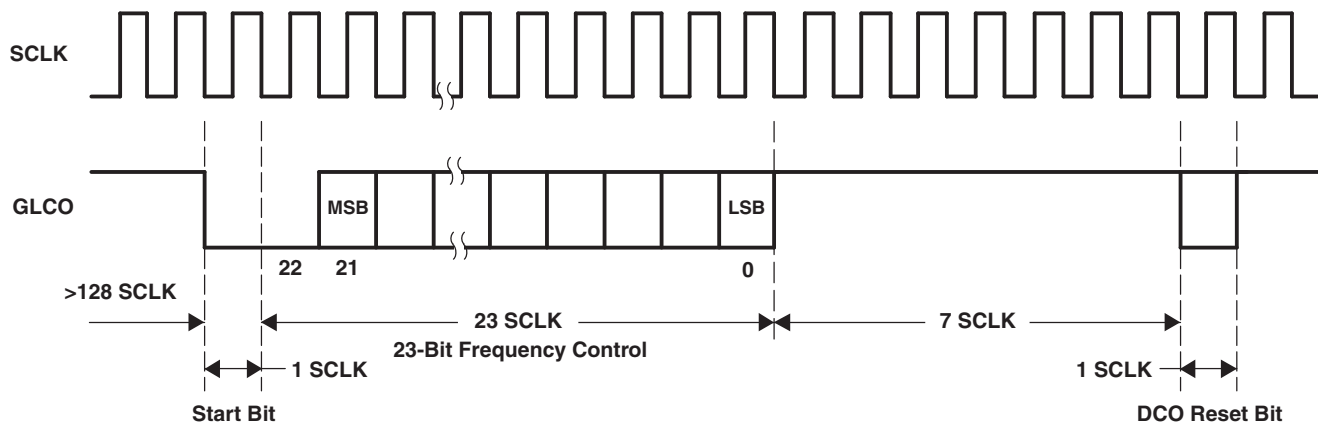 SCLK
GLCO
MSB
LSB
22
21
0
>128 SCLK
23 SCLK
7 SCLK
23-Bit Frequency Control
1 SCLK
1 SCLK
Start Bit
DCO Reset Bit